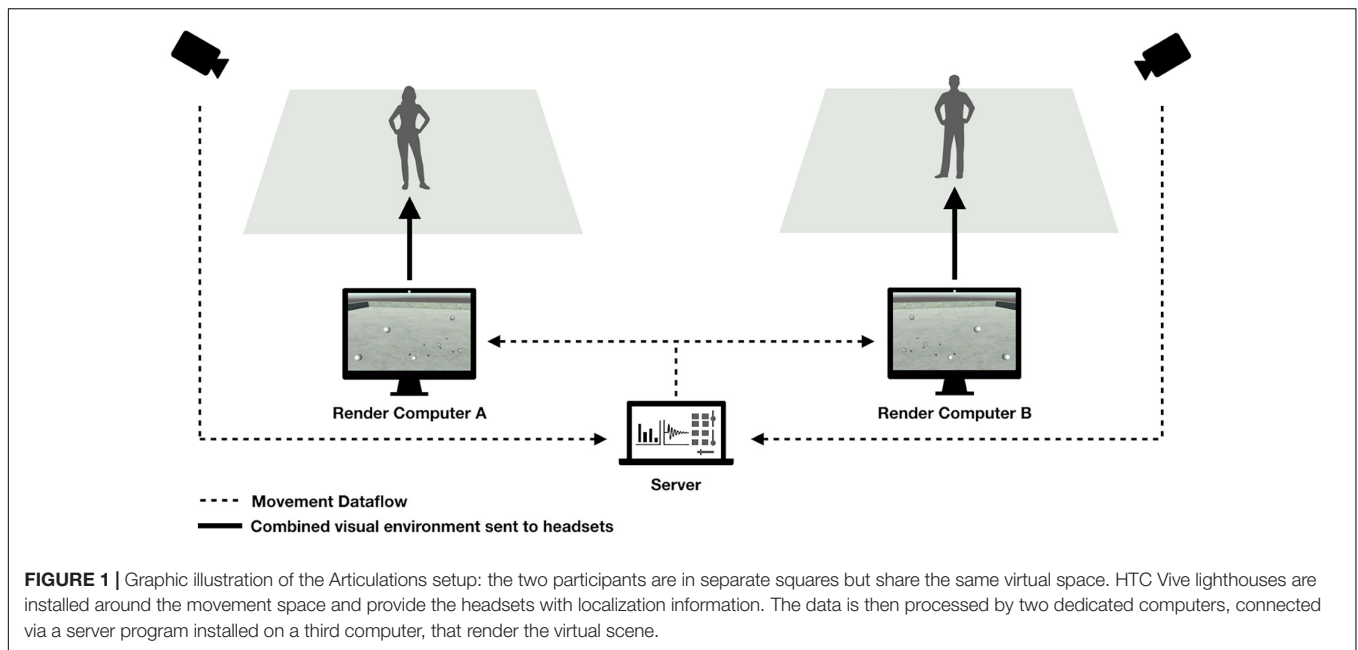 Render Computer A
Render Computer B
Server
Movement Dataflow
Combined visual environment sent to headsets
FIGURE 1 | Graphic illustration of the Articulations setup: the two participants are in separate squares but share the same virtual space. HTC Vive lighthouses are
installed around the movement space and provide the headsets with localization information. The data is then processed by two dedicated computers, connected
via a server program installed on a third computer, that render the virtual scene.